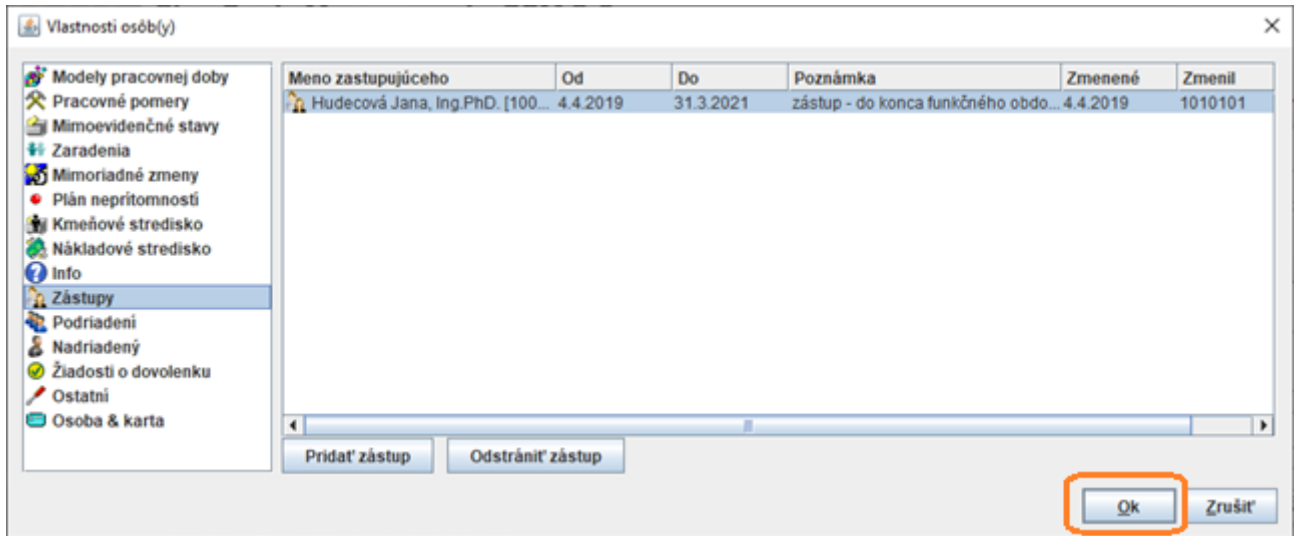 Vlastnosti osôb(y)
Modely pracovnej doby
Pracovné pomery
Mimoevidenčné stavy
Zaradenia
Mimoriadné zmeny
Plán neprítomností
Kmeňové stredisko
Nákladové stredisko
Info
Zástupy
Podriadení
Nadriadený
Žiadosti o dovolenku
Ostatní
Osoba & karta
Meno zastupujúceho Od Do Poznámka Zmenené Zmenil
Hudecová Jana, Ing.PhD. [100... 4.4.2019 31.3.2021 zástup - do konca funkčného obdo... 4.4.2019 1010101
Pridať zástup Odstrániť zástup
Ok Zrušiť